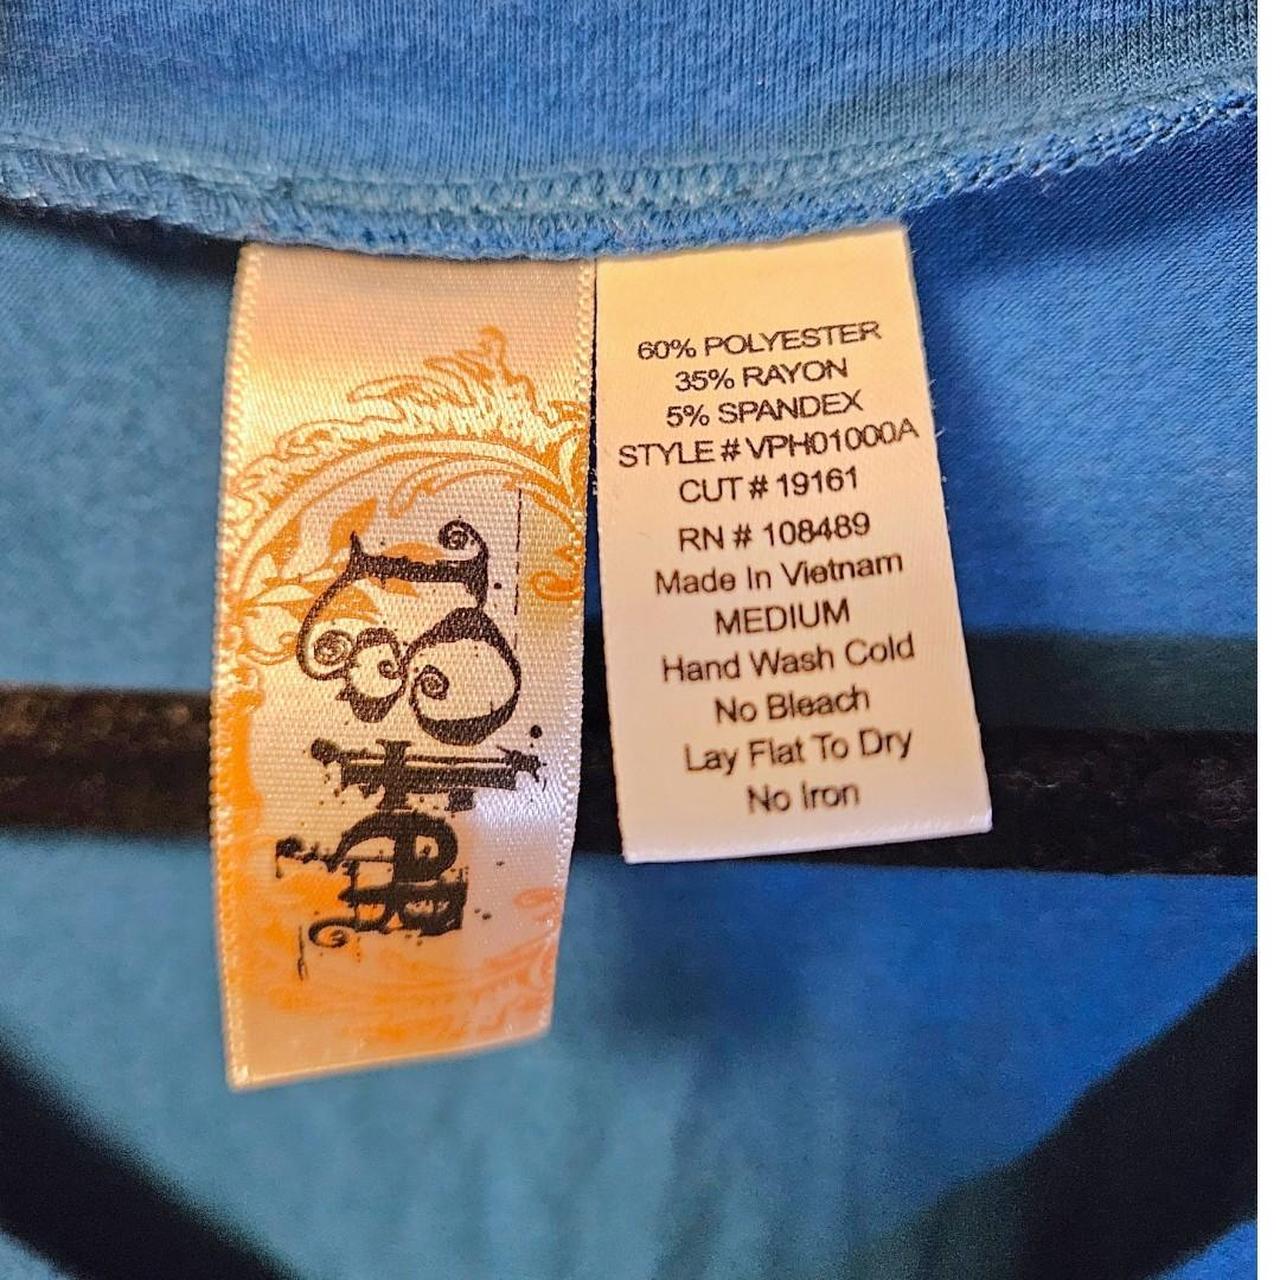 60% POLYESTER
35% RAYON
5% SPANDEX
STYLE # VPH01000A
CUT # 19161
RN # 108489
Made In Vietnam
MEDIUM
Hand Wash Cold
No Bleach
Lay Flat To Dry
No Iron